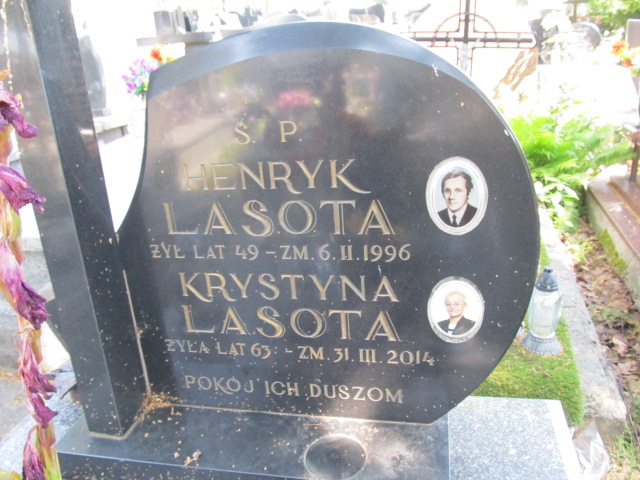 Ś. P.
HENRYK
LASOTA
ŻYŁ LAT 49 - ZM. 6. II. 1996
KRYSTYNA
LASOTA
ŻYŁA LAT 63 - ZM. 31. III. 2014
POKÓJ ICH DUSZOM